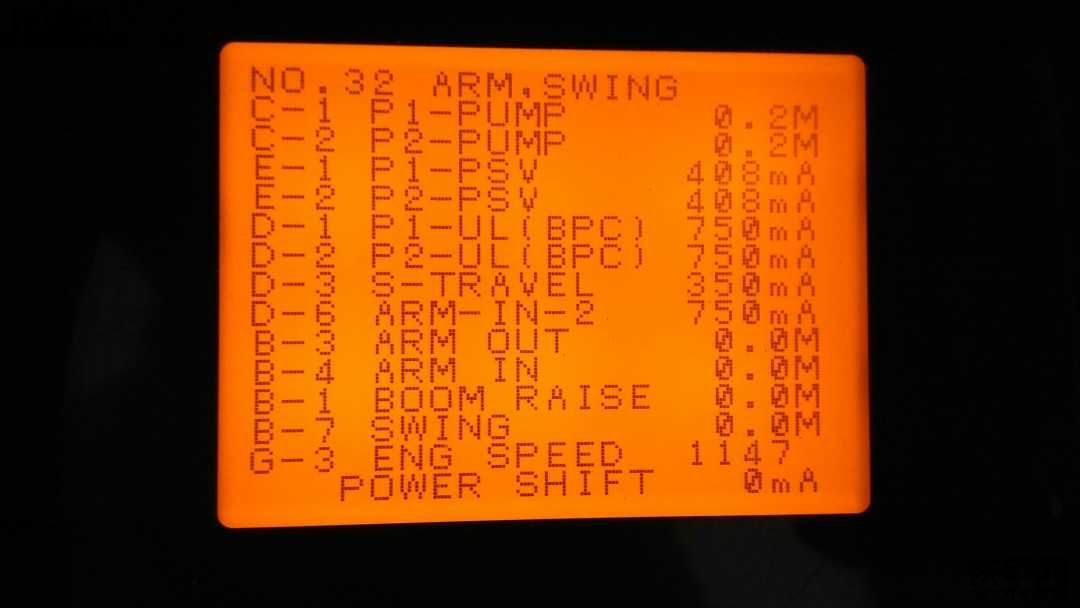 NO.32 ARM.SWING
C-1 P1-PUMP 0.2M
C-2 P2-PUMP 0.2M
E-1 P1-PSV 408mA
E-2 P2-PSV 408mA
D-1 P1-UL(BPC) 750mA
D-2 P2-UL(BPC) 750mA
D-3 S-TRAVEL 350mA
D-6 ARM-IN-2 750mA
B-3 ARM OUT 0.0M
B-4 ARM IN 0.0M
B-1 BOOM RAISE 0.0M
B-7 SWING 0.0M
G-3 ENG SPEED 1147
POWER SHIFT 0mA